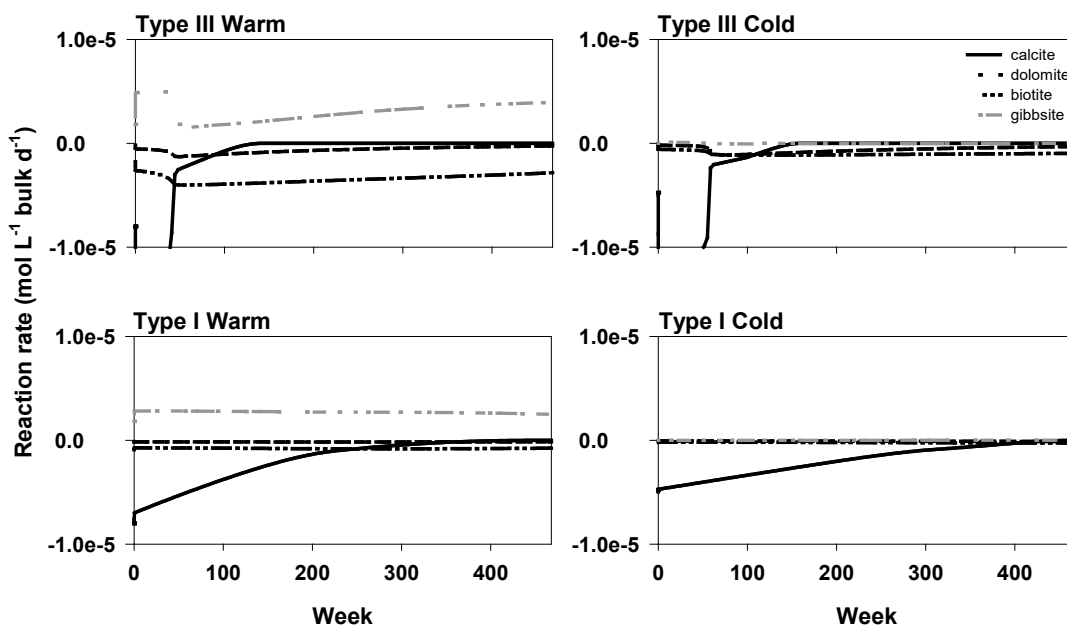 Type III Warm
Type III Cold
1.0e-5
0.0
-1.0e-5
1.0e-5
0.0
-1.0e-5
calcite
dolomite
biotite
gibbsite
Reaction rate (mol L⁻¹ bulk d⁻¹)
Type I Warm
Type I Cold
1.0e-5
0.0
-1.0e-5
1.0e-5
0.0
-1.0e-5
0 100 200 300 400
0 100 200 300 400
Week
Week